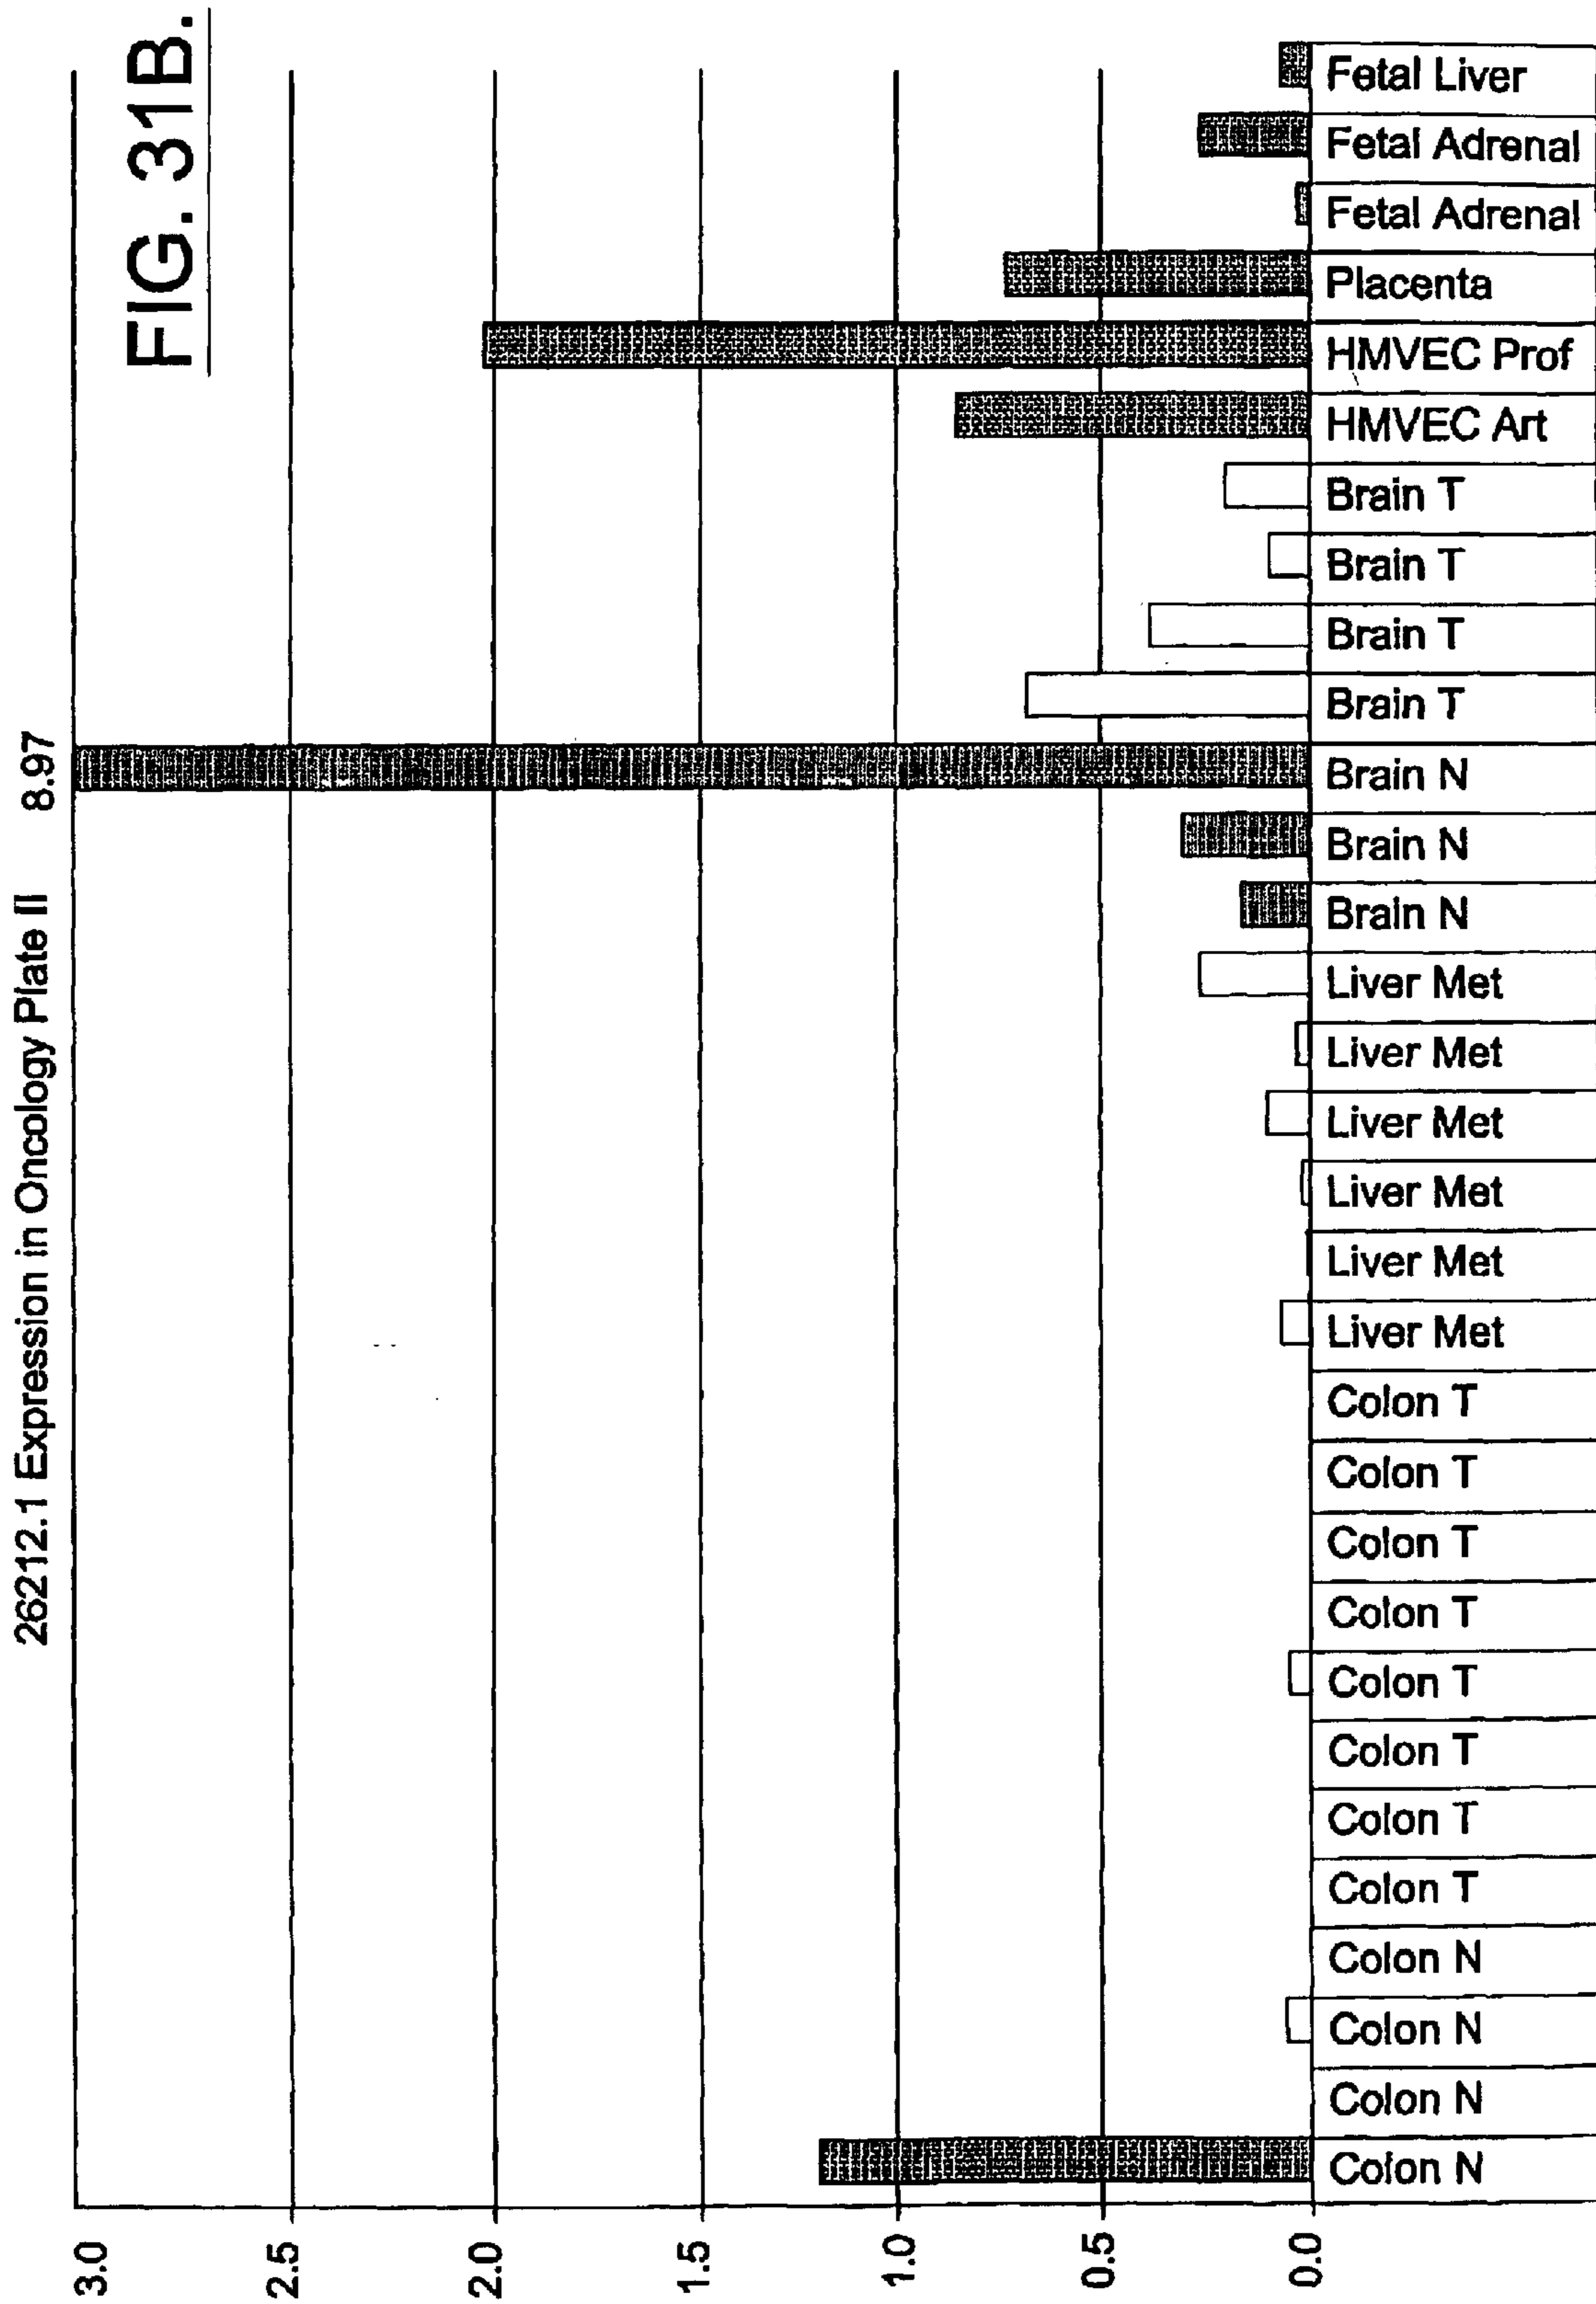 26212.1 Expression in Oncology Plate II
8.97
FIG. 31B.
3.0
2.5
2.0
1.5
1.0
0.5
0.0
Colon N
Colon N
Colon N
Colon N
Colon T
Colon T
Colon T
Colon T
Colon T
Colon T
Colon T
Colon T
Liver Met
Liver Met
Liver Met
Liver Met
Liver Met
Liver Met
Brain N
Brain N
Brain N
Brain T
Brain T
Brain T
Brain T
HMVEC Art
HMVEC Prof
Placenta
Fetal Adrenal
Fetal Adrenal
Fetal Liver